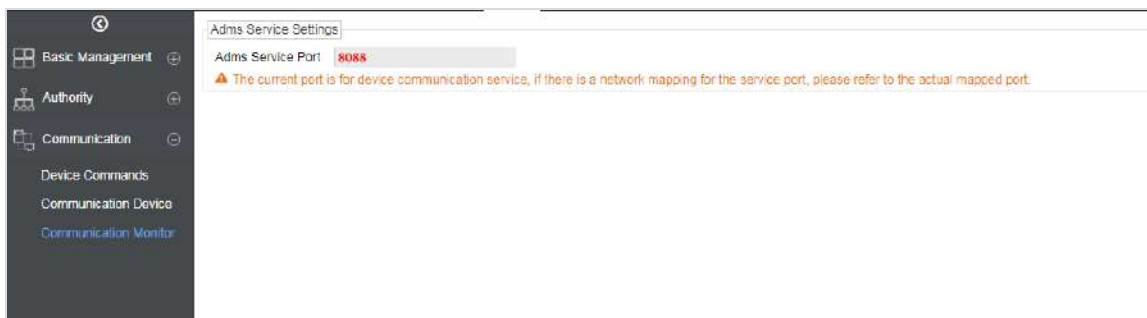 Basic Management
Authority
Communication
Device Commands
Communication Device
Communication Monitor
Adms Service Settings
Adms Service Port 8088
The current port is for device communication service, if there is a network mapping for the service port, please refer to the actual mapped port.